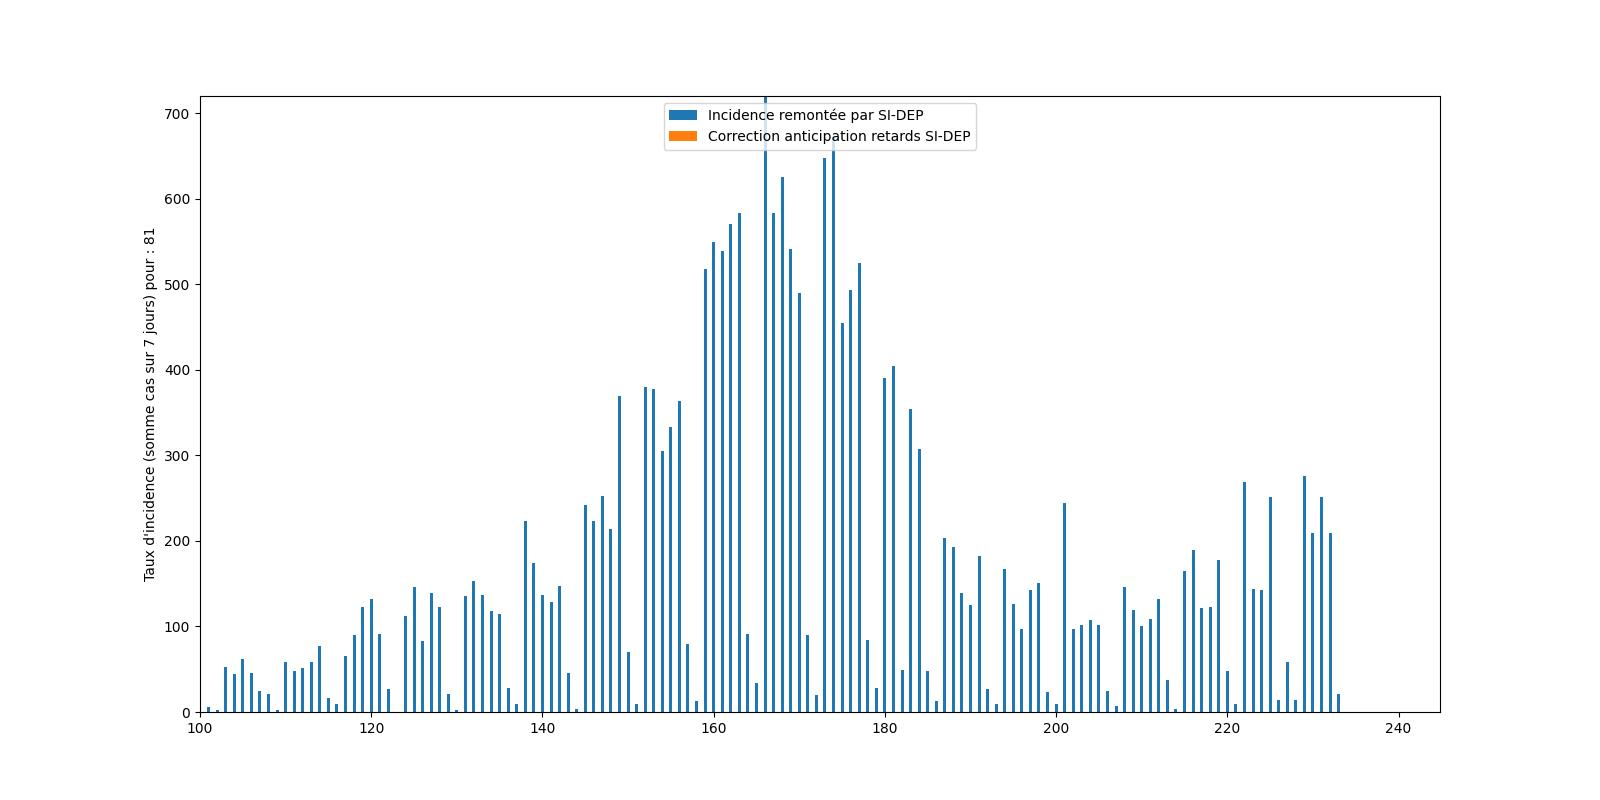 Incidence remontée par SI-DEP
Correction anticipation retards SI-DEP
Taux d'incidence (somme cas sur 7 jours) pour : 81
700
600
500
400
300
200
100
0
100 120 140 160 180 200 220 240